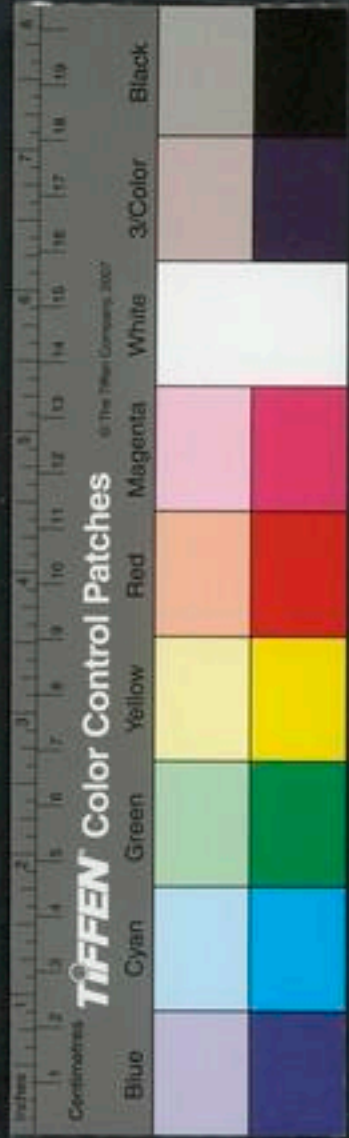 Inches 1 2 3 4 5 6 7 8
Centimetres 1 2 3 4 5 6 7 8 9 10 11 12 13 14 15 16 17 18 19
TIFFEN® Color Control Patches © The Tiffen Company, 2007
Blue Cyan Green Yellow Red Magenta White 3/Color Black